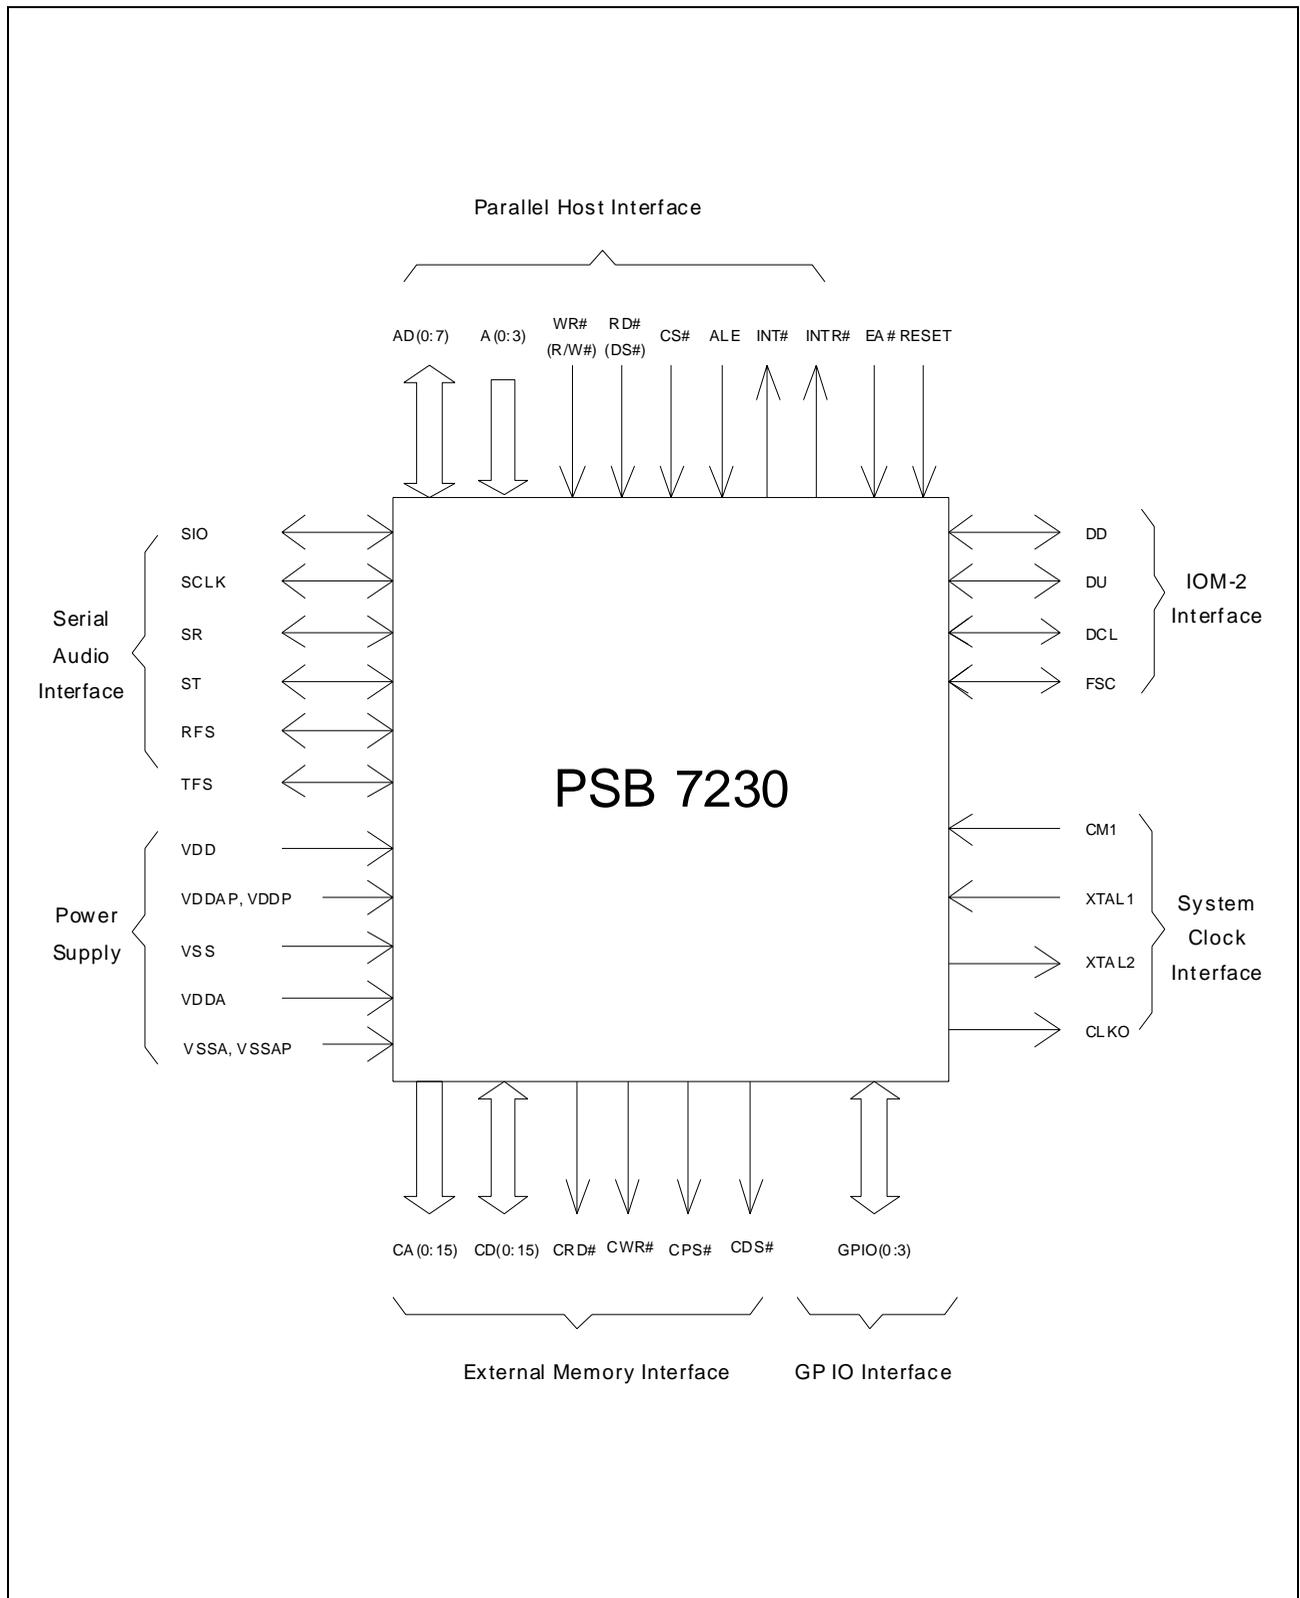 Parallel Host Interface
AD(0:7)
A(0:3)
WR#
(R/W#)
RD#
(DS#)
CS#
ALE
INT#
INTR#
EA#
RESET
SIO
SCLK
SR
ST
RFS
TFS
Serial
Audio
Interface
VDD
VDDAP, VDDP
VSS
VDDA
VSSA, VSSAP
Power
Supply
PSB 7230
DD
DU
DCL
FSC
IOM-2
Interface
CM1
XTAL1
XTAL2
CLKO
System
Clock
Interface
CA(0:15)
CD(0:15)
CRD#
CWR#
CPS#
CDS#
GPIO(0:3)
External Memory Interface
GPIO Interface